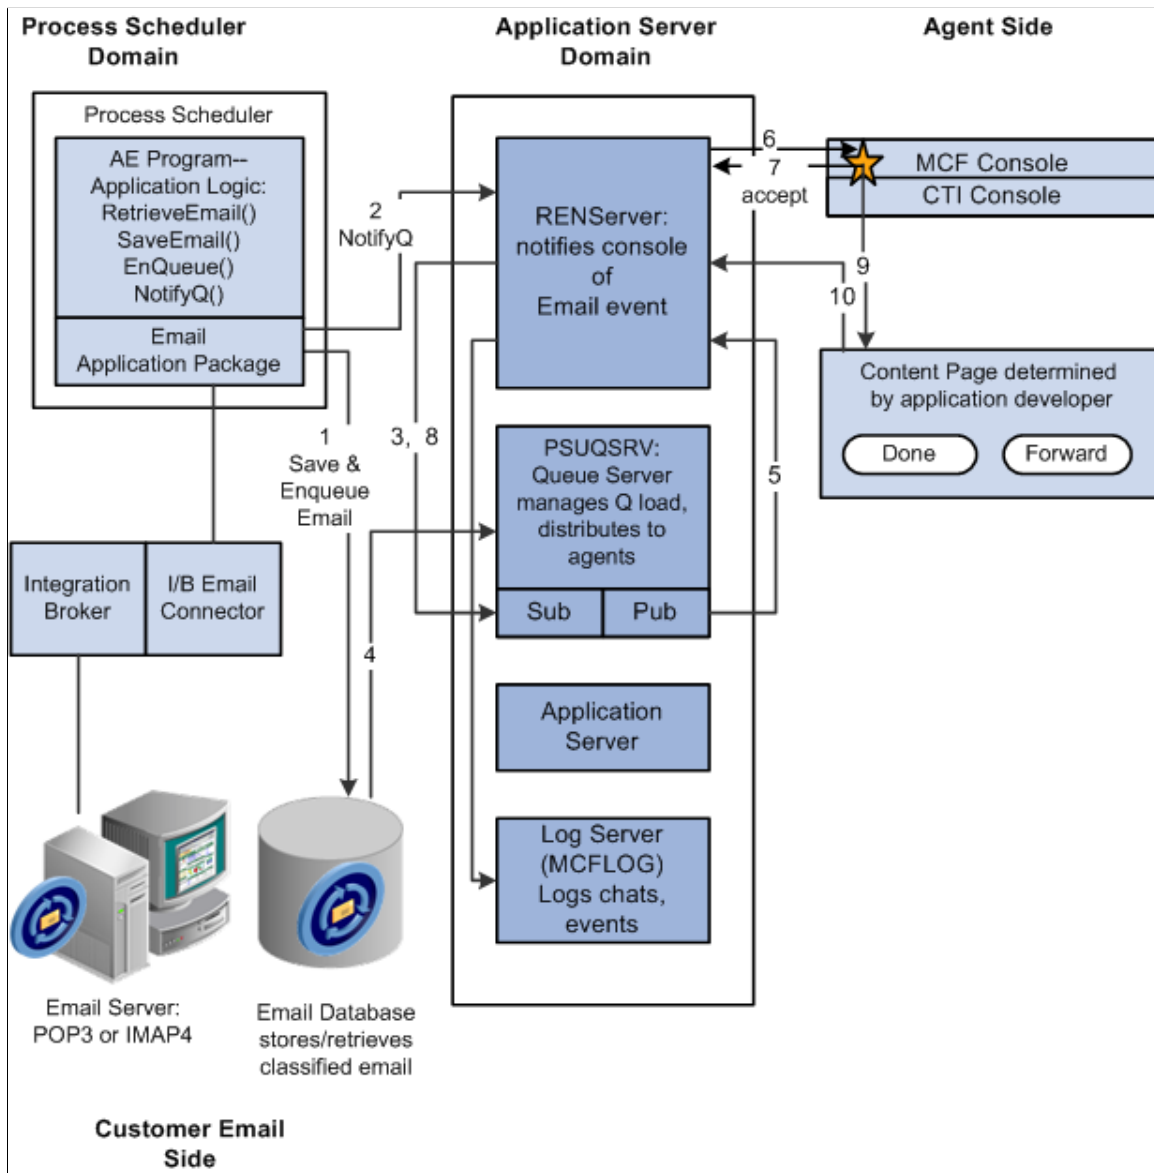 Process Scheduler
Domain
Application Server
Domain
Agent Side
Process Scheduler
AE Program--
Application Logic:
RetrieveEmail()
SaveEmail()
EnQueue()
NotifyQ()
Email
Application Package
2
NotifyQ
RENServer:
notifies console
of
Email event
6
7
accept
MCF Console
CTI Console
9
10
Content Page determined
by application developer
Done
Forward
1
Save &
Enqueue
Email
3, 8
PSUQSRV:
Queue Server
manages Q load,
distributes to
agents
Sub
Pub
5
Integration
Broker
I/B Email
Connector
4
Application
Server
Log Server
(MCFLOG)
Logs chats,
events
Email Server:
POP3 or IMAP4
Email Database
stores/retrieves
classified email
Customer Email
Side